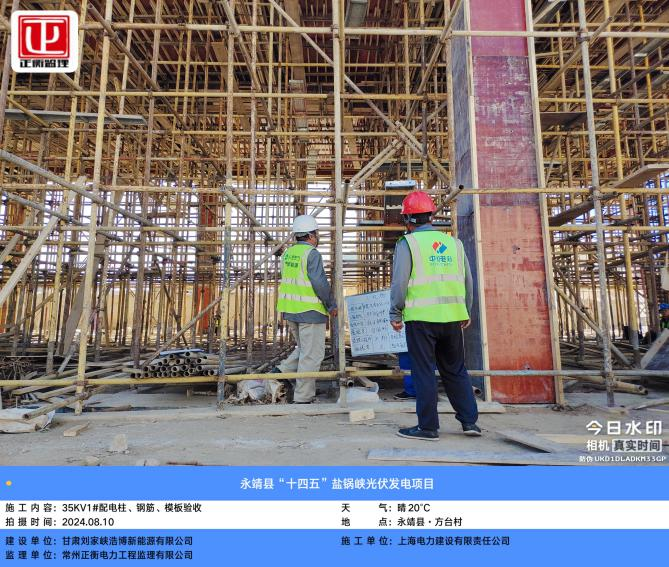 正衡监理
中电建
今日水印
相机 真实时间
防伪 UKD1DLADKM33GP
永靖县“十四五”盐锅峡光伏发电项目
施工内容:35KV1#配电柱、钢筋、模板验收
天 气:晴20℃
拍摄时间:2024.08.10
地 点:永靖县·方台村
建设单位:甘肃刘家峡浩博新能源有限公司
施工单位:上海电力建设有限责任公司
监理单位:常州正衡电力工程监理有限公司